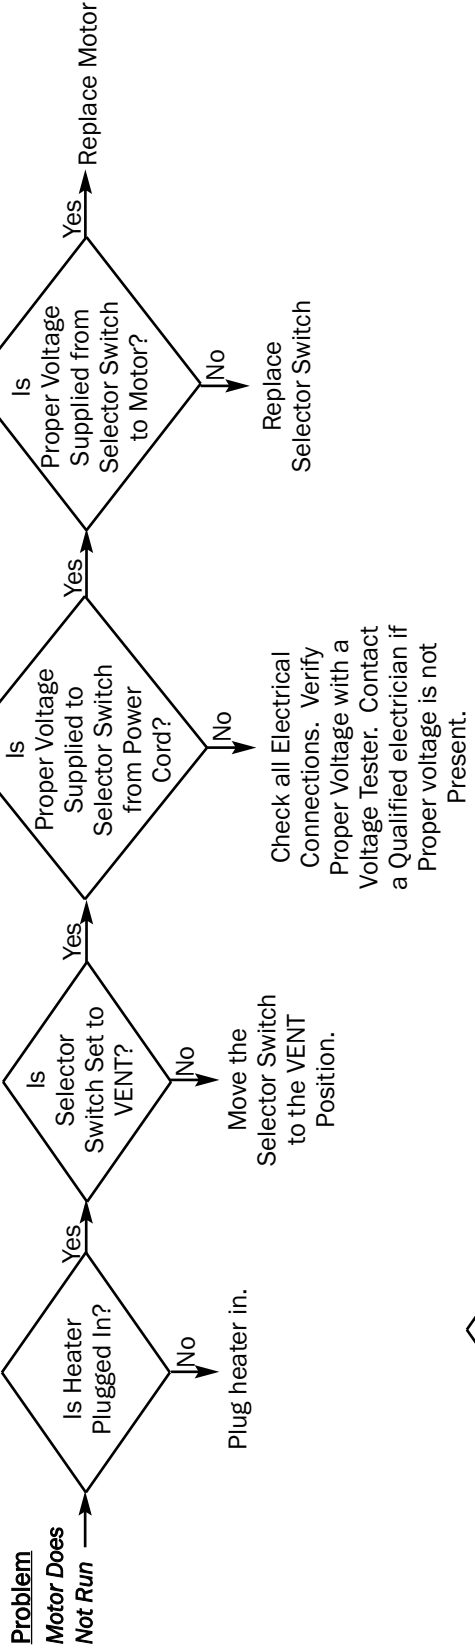 Problem
Motor Does
Not Run
Is Heater
Plugged In?
Yes
No
Plug heater in.
Is
Selector
Switch Set to
VENT?
Yes
No
Move the
Selector Switch
to the VENT
Position.
Is
Proper Voltage
Supplied to
Selector Switch
from Power
Cord?
Yes
No
Check all Electrical
Connections. Verify
Proper Voltage with a
Voltage Tester. Contact
a Qualified electrician if
Proper voltage is not
Present.
Is
Proper Voltage
Supplied from
Selector Switch
to Motor?
Yes
No
Replace
Selector Switch
Replace Motor